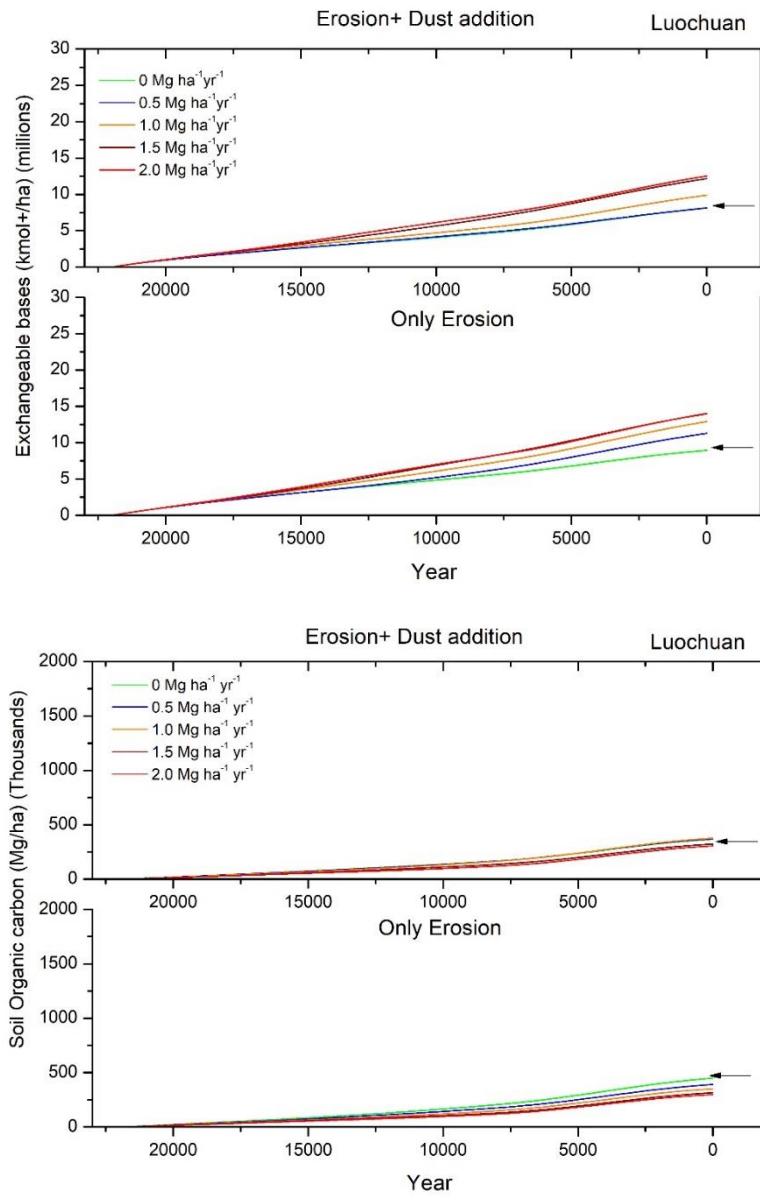 Erosion+ Dust addition
Luochuan
30
25
20
15
10
5
0
0 Mg ha⁻¹yr⁻¹
0.5 Mg ha⁻¹yr⁻¹
1.0 Mg ha⁻¹yr⁻¹
1.5 Mg ha⁻¹yr⁻¹
2.0 Mg ha⁻¹yr⁻¹
20000 15000 10000 5000 0
Exchangeable bases (kmol+/ha) (millions)
Only Erosion
30
25
20
15
10
5
0
20000 15000 10000 5000 0
Year
Erosion+ Dust addition
Luochuan
2000
1500
1000
500
0
0 Mg ha⁻¹ yr⁻¹
0.5 Mg ha⁻¹ yr⁻¹
1.0 Mg ha⁻¹ yr⁻¹
1.5 Mg ha⁻¹ yr⁻¹
2.0 Mg ha⁻¹ yr⁻¹
20000 15000 10000 5000 0
Soil Organic carbon (Mg/ha) (Thousands)
Only Erosion
2000
1500
1000
500
0
20000 15000 10000 5000 0
Year